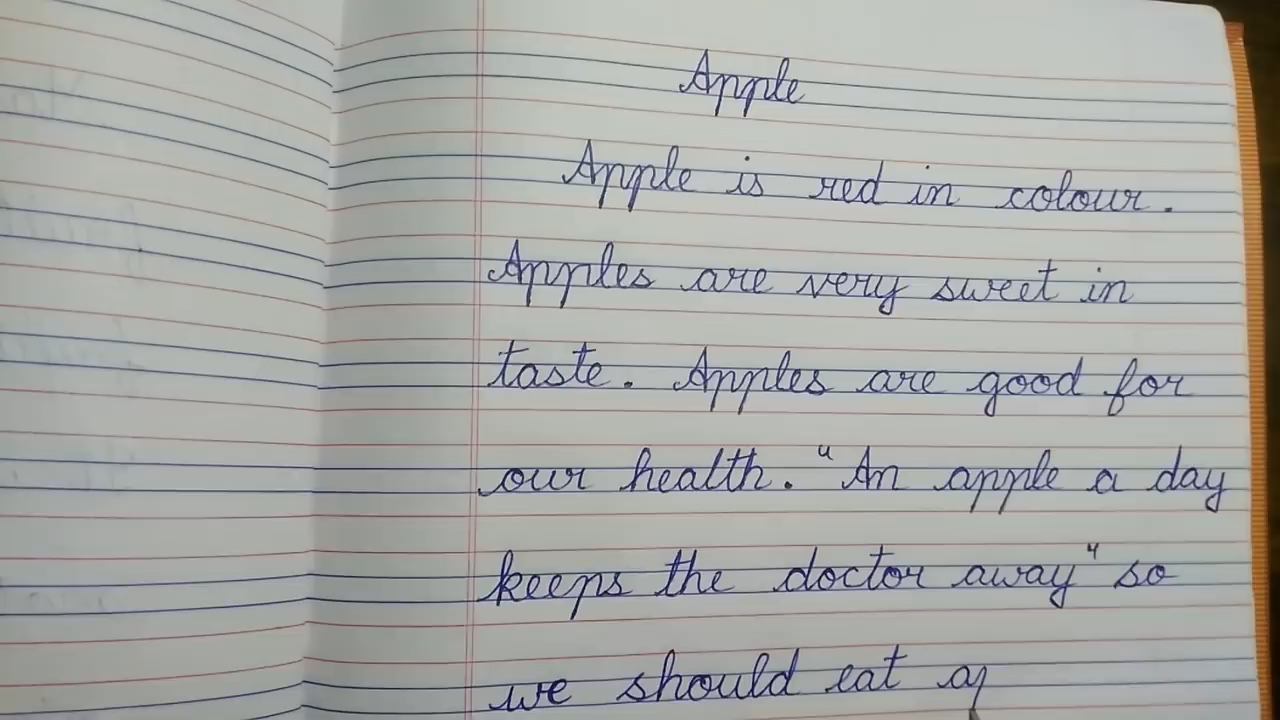 Apple
Apple is red in colour.
Apples are very sweet in
taste. Apples are good for
our health. "An apple a day
keeps the doctor away" so
we should eat ap